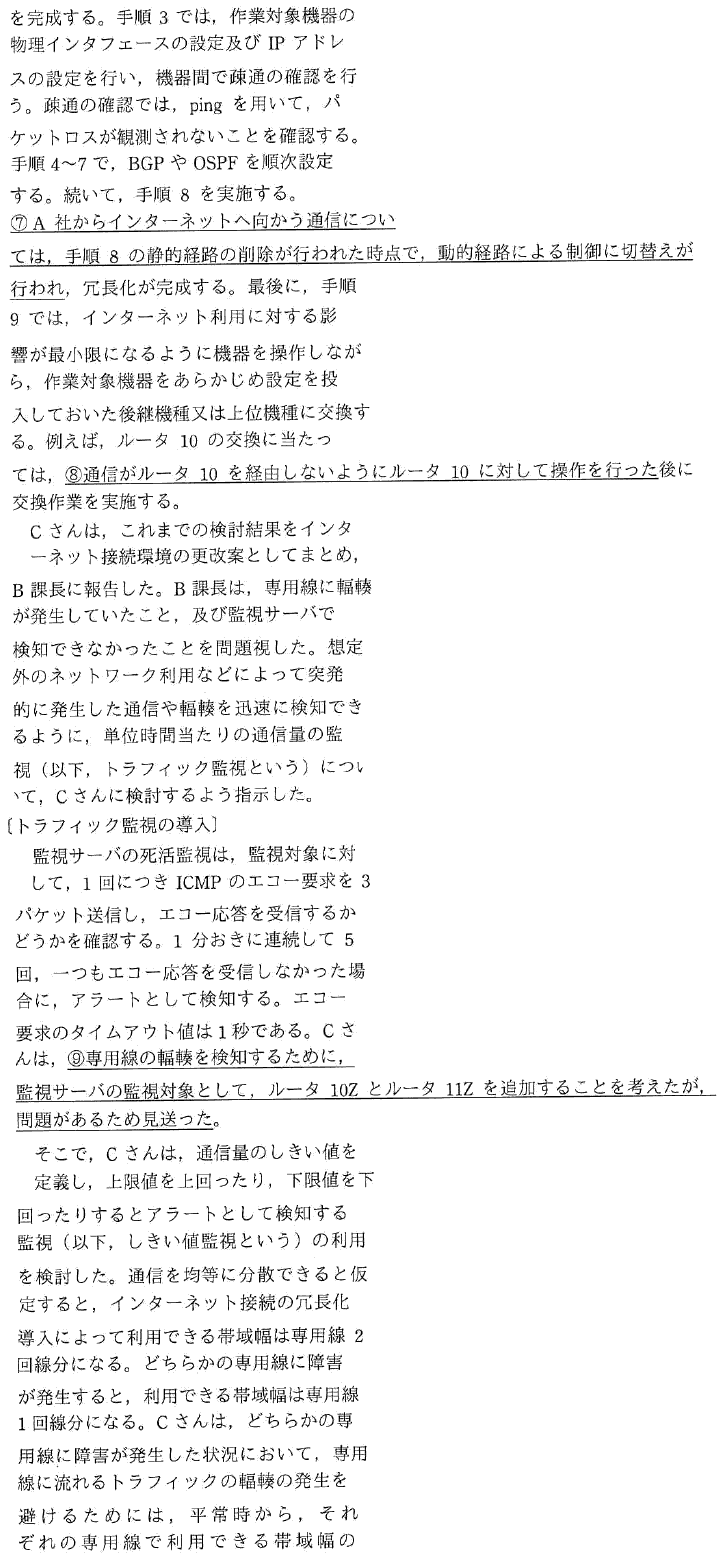 を完成する。手順 3 では，作業対象機器の
物理インタフェースの設定及び IP アドレ
スの設定を行い，機器間で疎通の確認を行
う。疎通の確認では，ping を用いて，パ
ケットロスが観測されないことを確認する。
手順 4～7 で，BGP や OSPF を順次設定
する。続いて，手順 8 を実施する。
⑦ A 社からインターネットへ向かう通信につい
ては，手順 8 の静的経路の削除が行われた時点で，動的経路による制御に切替えが
行われ，冗長化が完成する。最後に，手順
9 では，インターネット利用に対する影
響が最小限になるように機器を操作しなが
ら，作業対象機器をあらかじめ設定を投
入しておいた後継機種又は上位機種に交換す
る。例えば，ルータ 10 の交換に当たっ
ては，⑧通信がルータ 10 を経由しないようにルータ 10 に対して操作を行った後に
交換作業を実施する。
C さんは，これまでの検討結果をインタ
ーネット接続環境の更改案としてまとめ，
B 課長に報告した。B 課長は，専用線に輻輳
が発生していたこと，及び監視サーバで
検知できなかったことを問題視した。想定
外のネットワーク利用などによって突発
的に発生した通信や輻輳を迅速に検知でき
るように，単位時間当たりの通信量の監
視（以下，トラフィック監視という）につい
て，C さんに検討するよう指示した。
〔トラフィック監視の導入〕
監視サーバの死活監視は，監視対象に対
して，1 回につき ICMP のエコー要求を 3
パケット送信し，エコー応答を受信するか
どうかを確認する。1 分おきに連続して 5
回，一つもエコー応答を受信しなかった場
合に，アラートとして検知する。エコー
要求のタイムアウト値は 1 秒である。C さ
んは，⑨専用線の輻輳を検知するために，
監視サーバの監視対象として，ルータ 10Z とルータ 11Z を追加することを考えたが，
問題があるため見送った。
そこで，C さんは，通信量のしきい値を
定義し，上限値を上回ったり，下限値を下
回ったりするとアラートとして検知する
監視（以下，しきい値監視という）の利用
を検討した。通信を均等に分散できると仮
定すると，インターネット接続の冗長化
導入によって利用できる帯域幅は専用線 2
回線分になる。どちらかの専用線に障害
が発生すると，利用できる帯域幅は専用線
1 回線分になる。C さんは，どちらかの専
用線に障害が発生した状況において，専用
線に流れるトラフィックの輻輳の発生を
避けるためには，平常時から，それ
ぞれの専用線で利用できる帯域幅の